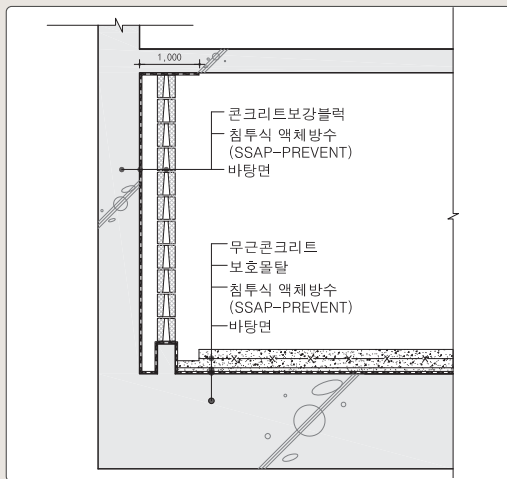 1,000
콘크리트보강블럭
침투식 액체방수
(SSAP-PREVENT)
바탕면
무근콘크리트
보호몰탈
침투식 액체방수
(SSAP-PREVENT)
바탕면